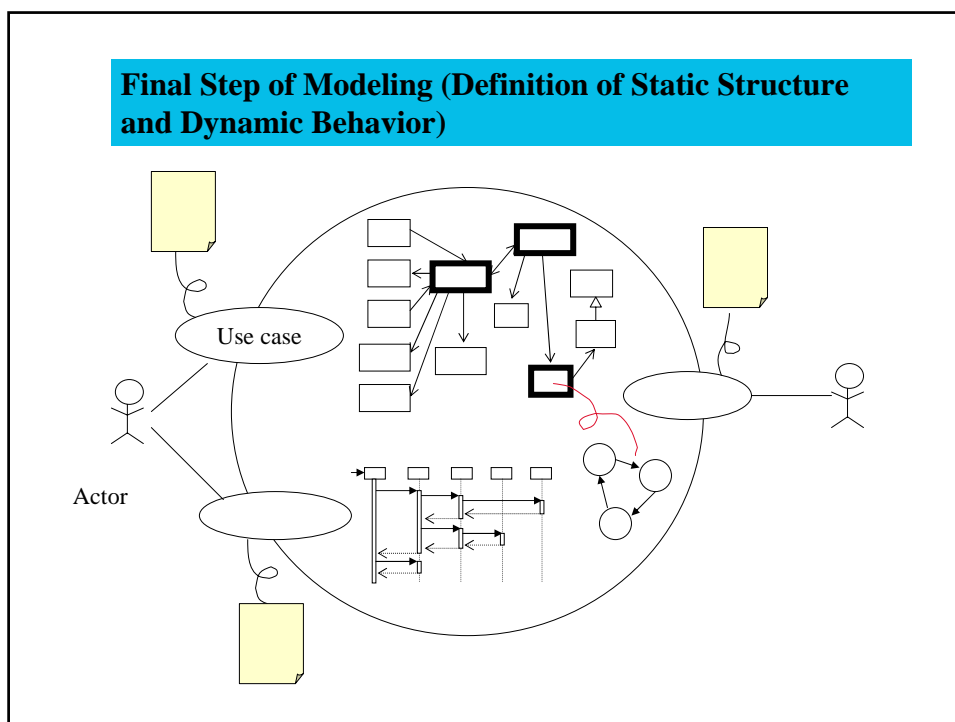 Final Step of Modeling (Definition of Static Structure
and Dynamic Behavior)
Use case
Actor